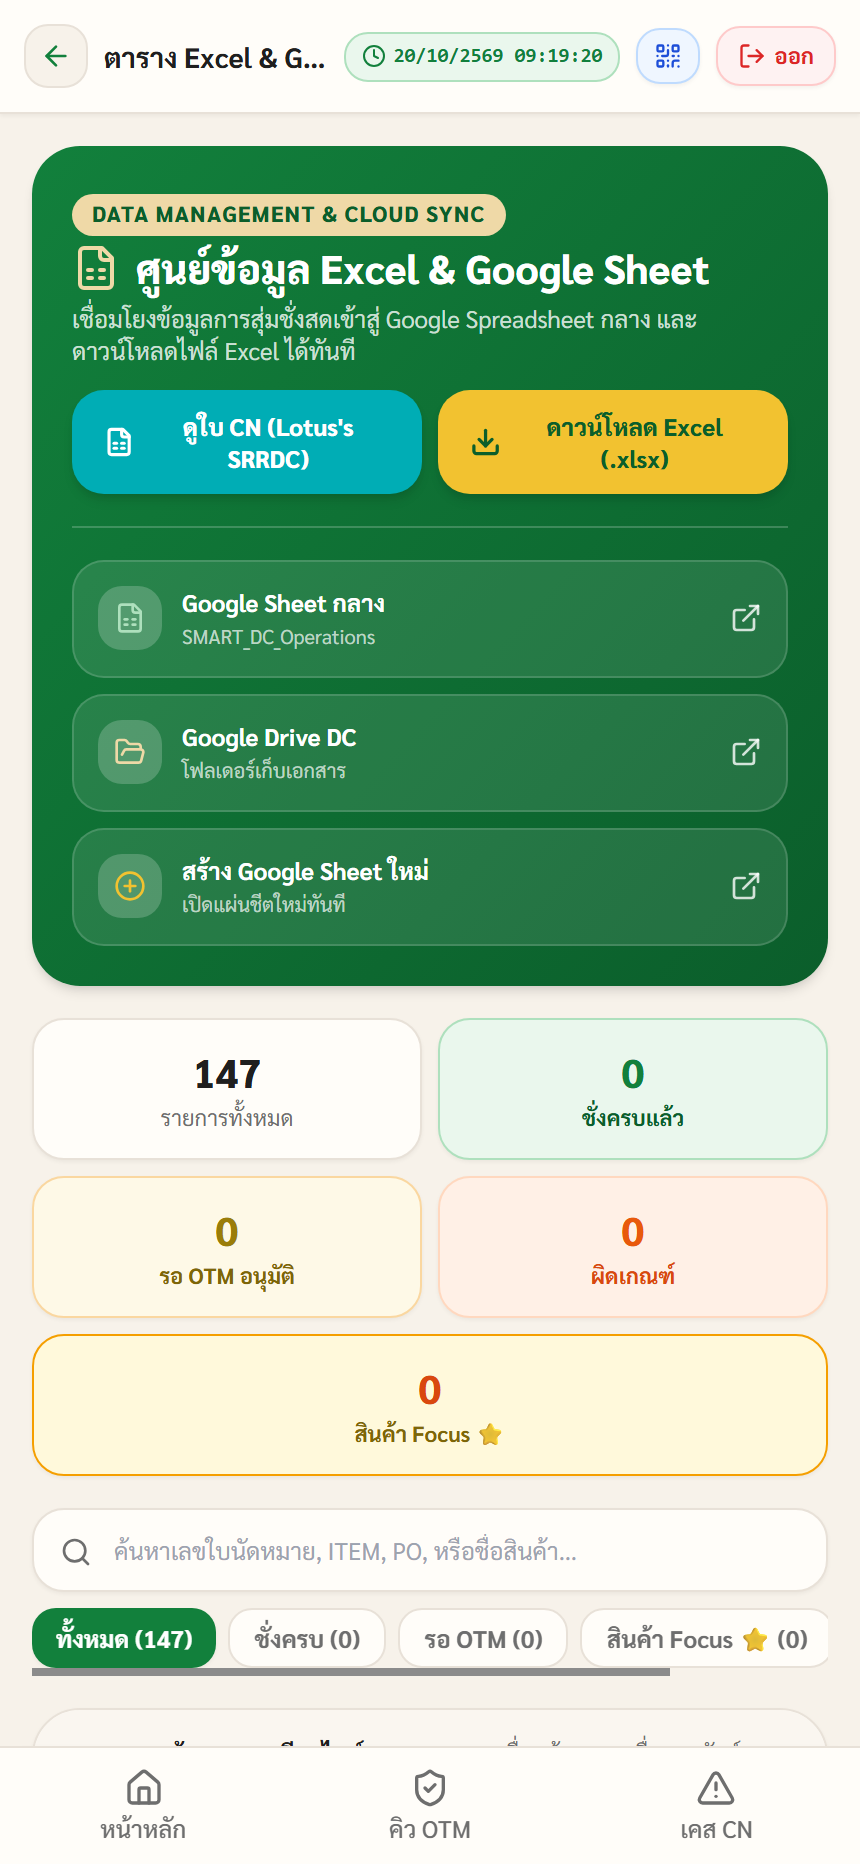 ตาราง Excel & G...
20/10/2569 09:19:20
ออก
DATA MANAGEMENT & CLOUD SYNC
ศูนย์ข้อมูล Excel & Google Sheet
เชื่อมโยงข้อมูลการสุ่มชั่งสดเข้าสู่ Google Spreadsheet กลาง และ
ดาวน์โหลดไฟล์ Excel ได้ทันที
ดูใบ CN (Lotus's
SRRDC)
ดาวน์โหลด Excel
(.xlsx)
Google Sheet กลาง
SMART_DC_Operations
Google Drive DC
โฟลเดอร์เก็บเอกสาร
สร้าง Google Sheet ใหม่
เปิดแผ่นชีตใหม่ทันที
147
รายการทั้งหมด
0
ชั่งครบแล้ว
0
รอ OTM อนุมัติ
0
ผิดเกณฑ์
0
สินค้า Focus ⭐
ค้นหาเลขใบนัดหมาย, ITEM, PO, หรือชื่อสินค้า...
ทั้งหมด (147)
ชั่งครบ (0)
รอ OTM (0)
สินค้า Focus ⭐ (0)
หน้าหลัก
คิว OTM
เคส CN